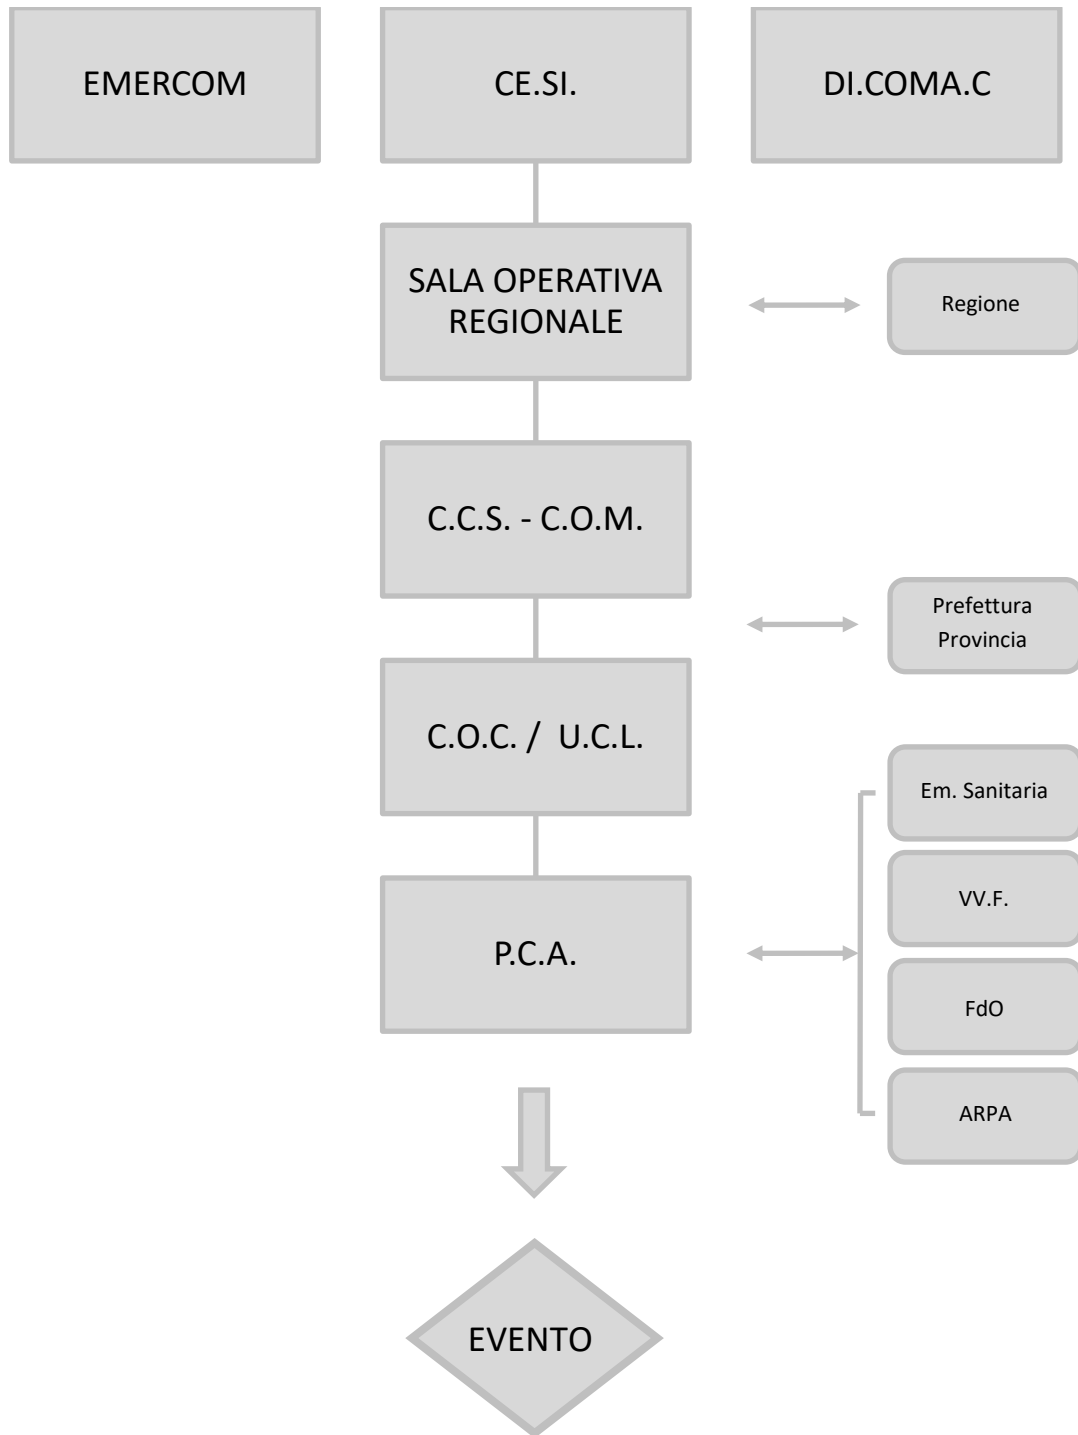 EMERCOM
CE.SI.
DI.COMA.C
SALA OPERATIVA
REGIONALE
Regione
C.C.S. - C.O.M.
Prefettura
Provincia
C.O.C. / U.C.L.
Em. Sanitaria
VV.F.
P.C.A.
FdO
ARPA
EVENTO